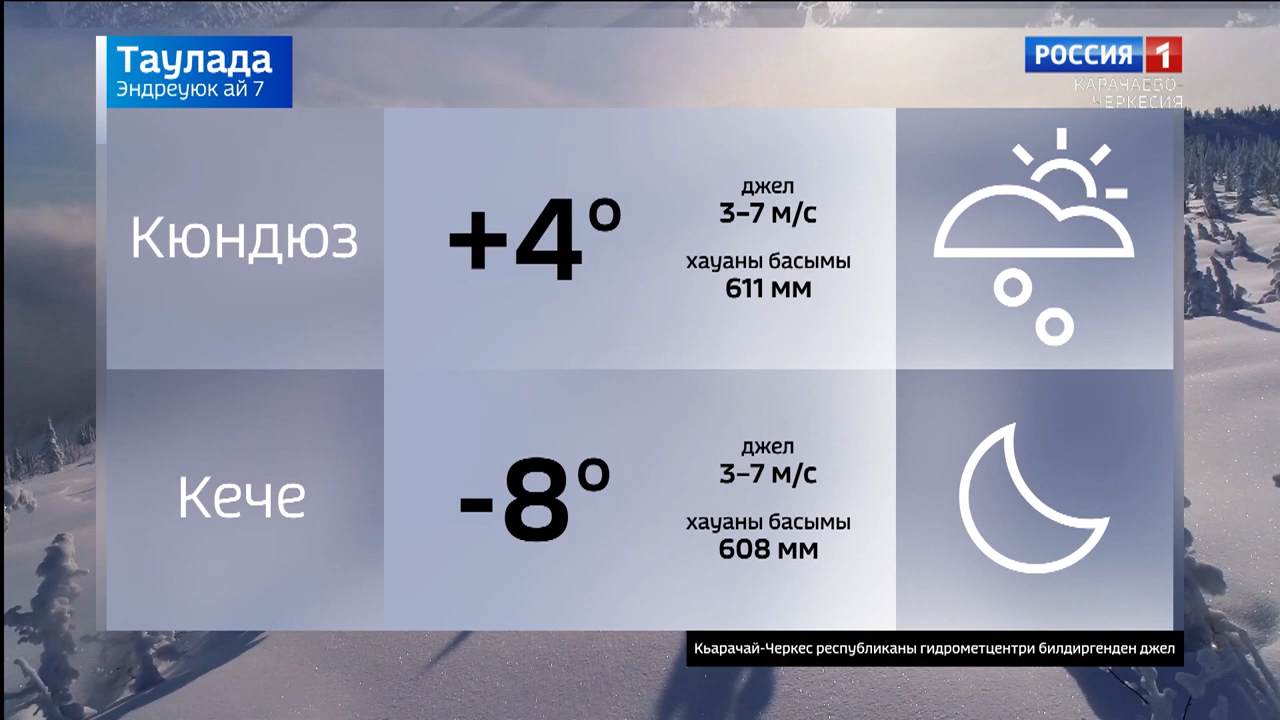 Таулада
Эндреуюк ай 7
РОССИЯ 1
КАРАЧАЕВО-
ЧЕРКЕСИЯ
Кюндюз
+4°
джел
3–7 м/с
хауаны басымы
611 мм
Кече
-8°
джел
3–7 м/с
хауаны басымы
608 мм
Кьарачай-Черкес республиканы гидрометцентри билдиргенден джел